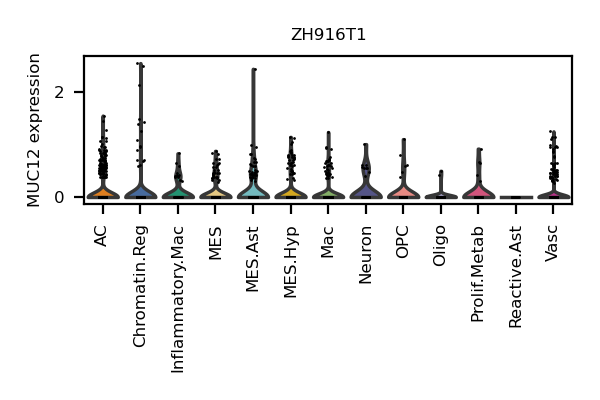 ZH916T1
MUC12 expression
2
0
AC
Chromatin.Reg
Inflammatory.Mac
MES
MES.Ast
MES.Hyp
Mac
Neuron
OPC
Oligo
Prolif.Metab
Reactive.Ast
Vasc